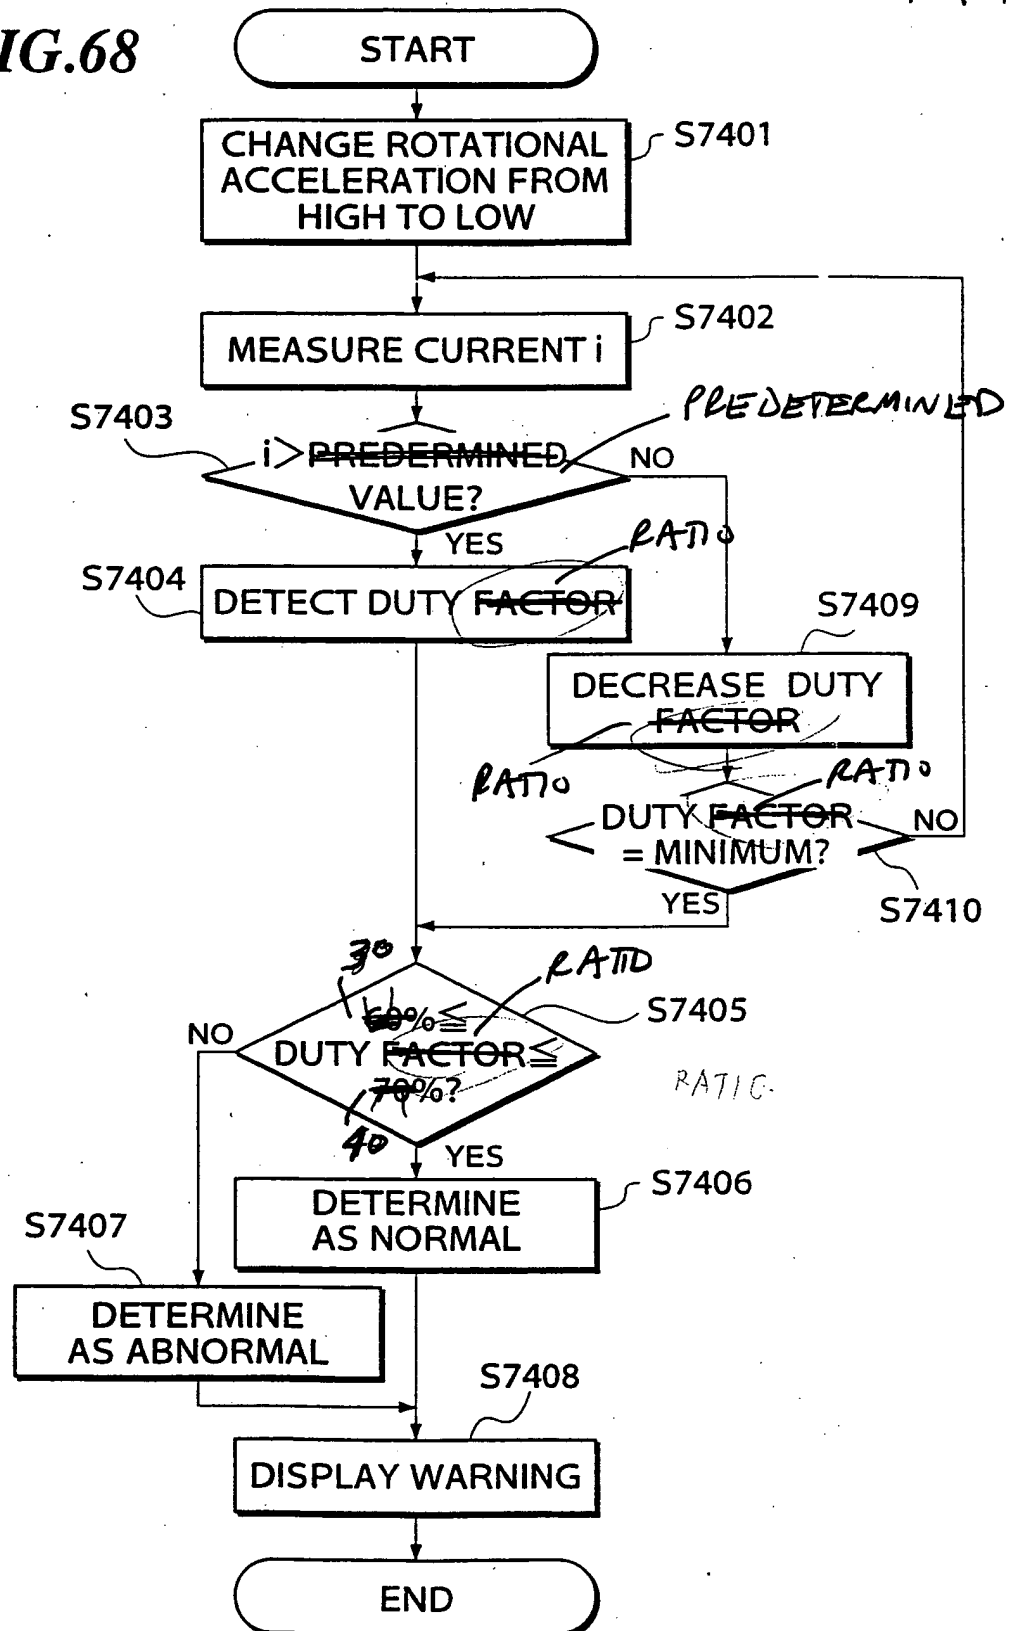 IG.68
START
CHANGE ROTATIONAL
ACCELERATION FROM
HIGH TO LOW
S7401
MEASURE CURRENT i
S7402
S7403
PREDETERMINED
i> PREDERMINED
VALUE?
NO
YES
RATIO
S7404
DETECT DUTY FACTOR
S7409
DECREASE DUTY
FACTOR
RATIO
RATIO
DUTY FACTOR
= MINIMUM?
NO
YES
S7410
30
RATIO
60%≦
S7405
NO
DUTY FACTOR≦
70%?
RATIO
40
YES
DETERMINE
AS NORMAL
S7406
S7407
DETERMINE
AS ABNORMAL
S7408
DISPLAY WARNING
END